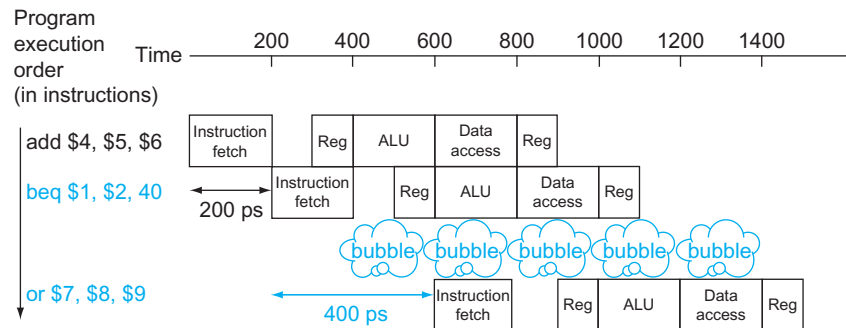 Program
execution
order
(in instructions)
Time
200 400 600 800 1000 1200 1400
add $4, $5, $6
Instruction
fetch
Reg
ALU
Data
access
Reg
beq $1, $2, 40
200 ps
Instruction
fetch
Reg
ALU
Data
access
Reg
bubble bubble bubble bubble bubble
or $7, $8, $9
400 ps
Instruction
fetch
Reg
ALU
Data
access
Reg